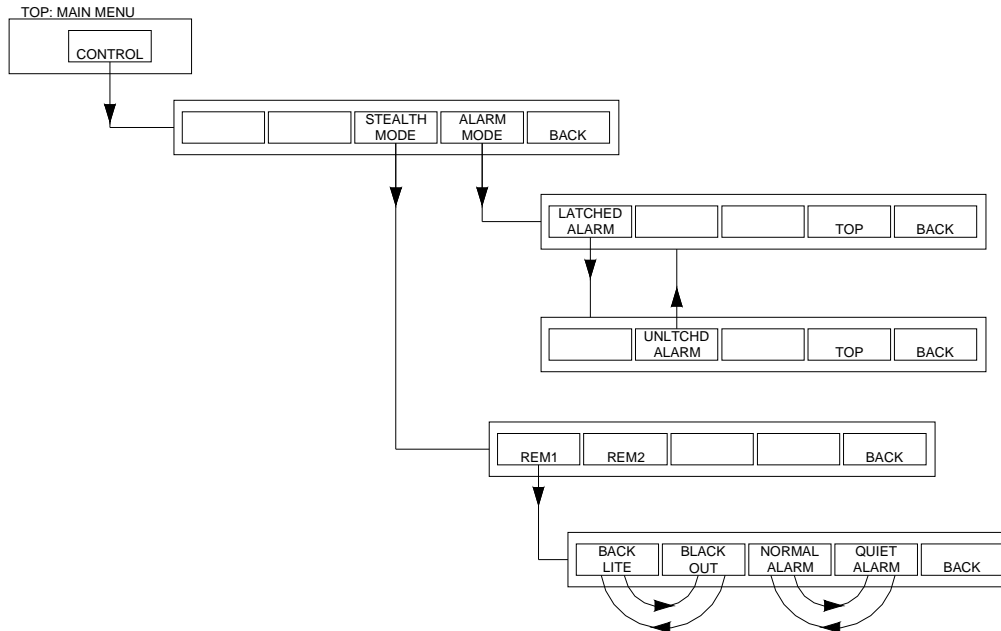 TOP: MAIN MENU
CONTROL
STEALTH
MODE
ALARM
MODE
BACK
LATCHED
ALARM
TOP
BACK
UNLTCHD
ALARM
TOP
BACK
REM1
REM2
BACK
BACK
LITE
BLACK
OUT
NORMAL
ALARM
QUIET
ALARM
BACK